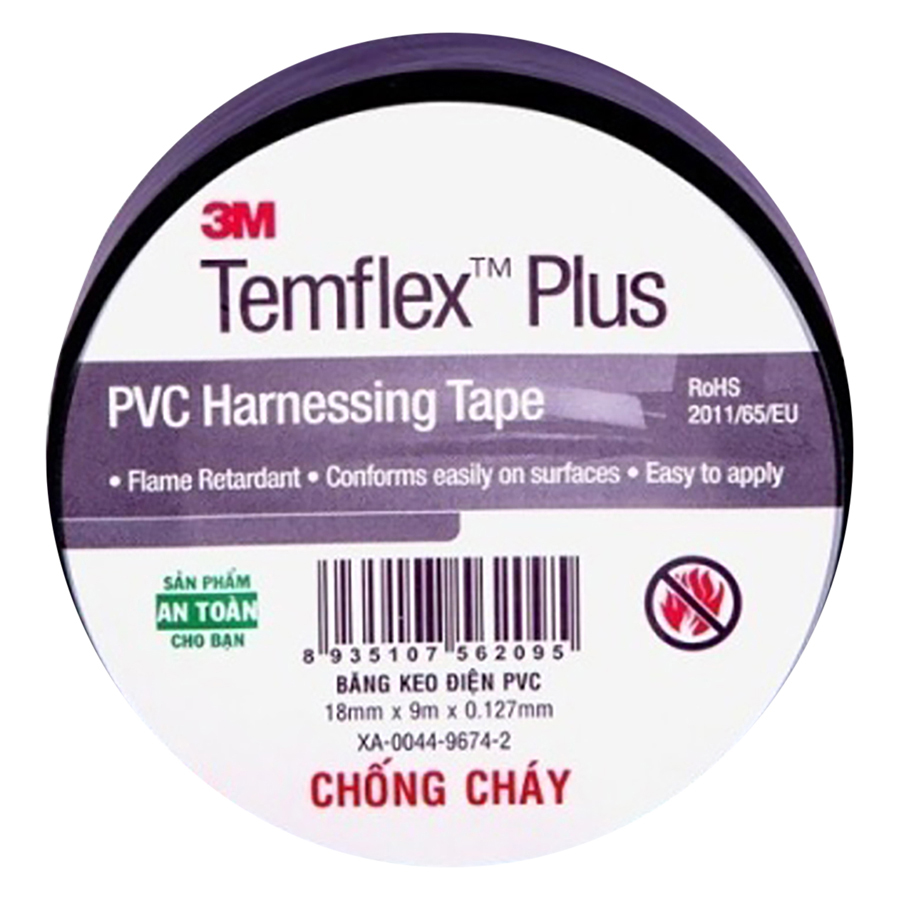 3M
Temflex™ Plus
PVC Harnessing Tape
RoHS
2011/65/EU
• Flame Retardant • Conforms easily on surfaces • Easy to apply
SẢN PHẨM
AN TOÀN
CHO BẠN
8 935107 562095
BĂNG KEO ĐIỆN PVC
18mm x 9m x 0.127mm
XA-0044-9674-2
CHỐNG CHÁY